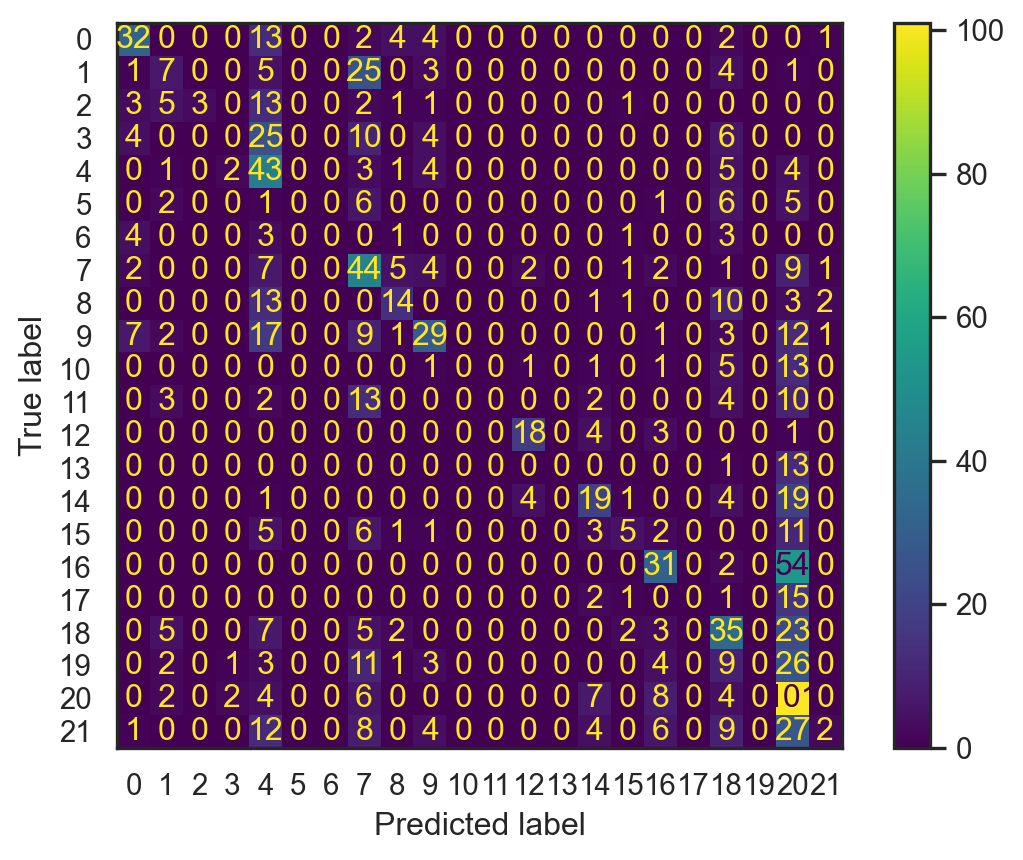 0 32 0 0 0 13 0 0 2 4 4 0 0 0 0 0 0 0 0 2 0 0 1
1 1 7 0 0 5 0 0 25 0 3 0 0 0 0 0 0 0 0 4 0 1 0
2 3 5 3 0 13 0 0 2 1 1 0 0 0 0 0 1 0 0 0 0 0 0
3 4 0 0 0 25 0 0 10 0 4 0 0 0 0 0 0 0 0 6 0 0 0
4 0 1 0 2 43 0 0 3 1 4 0 0 0 0 0 0 0 0 5 0 4 0
5 0 2 0 0 1 0 0 6 0 0 0 0 0 0 0 0 1 0 6 0 5 0
6 4 0 0 0 3 0 0 0 1 0 0 0 0 0 0 1 0 0 3 0 0 0
7 2 0 0 0 7 0 0 44 5 4 0 0 2 0 0 1 2 0 1 0 9 1
8 0 0 0 0 13 0 0 0 14 0 0 0 0 0 1 1 0 0 10 0 3 2
9 7 2 0 0 17 0 0 9 1 29 0 0 0 0 0 0 1 0 3 0 12 1
10 0 0 0 0 0 0 0 0 0 1 0 0 1 0 1 0 1 0 5 0 13 0
11 0 3 0 0 2 0 0 13 0 0 0 0 0 0 2 0 0 0 4 0 10 0
12 0 0 0 0 0 0 0 0 0 0 0 0 18 0 4 0 3 0 0 0 1 0
13 0 0 0 0 0 0 0 0 0 0 0 0 0 0 0 0 0 0 1 0 13 0
14 0 0 0 0 1 0 0 0 0 0 0 0 4 0 19 1 0 0 4 0 19 0
15 0 0 0 0 5 0 0 6 1 1 0 0 0 0 3 5 2 0 0 0 11 0
16 0 0 0 0 0 0 0 0 0 0 0 0 0 0 0 0 31 0 2 0 54 0
17 0 0 0 0 0 0 0 0 0 0 0 0 0 0 2 1 0 0 1 0 15 0
18 0 5 0 0 7 0 0 5 2 0 0 0 0 0 0 2 3 0 35 0 23 0
19 0 2 0 1 3 0 0 11 1 3 0 0 0 0 0 0 4 0 9 0 26 0
20 0 2 0 2 4 0 0 6 0 0 0 0 0 0 7 0 8 0 4 0 101 0
21 1 0 0 0 12 0 0 8 0 4 0 0 0 0 4 0 6 0 9 0 27 2
0 1 2 3 4 5 6 7 8 9 10 11 12 13 14 15 16 17 18 19 20 21
Predicted label
True label
100
80
60
40
20
0